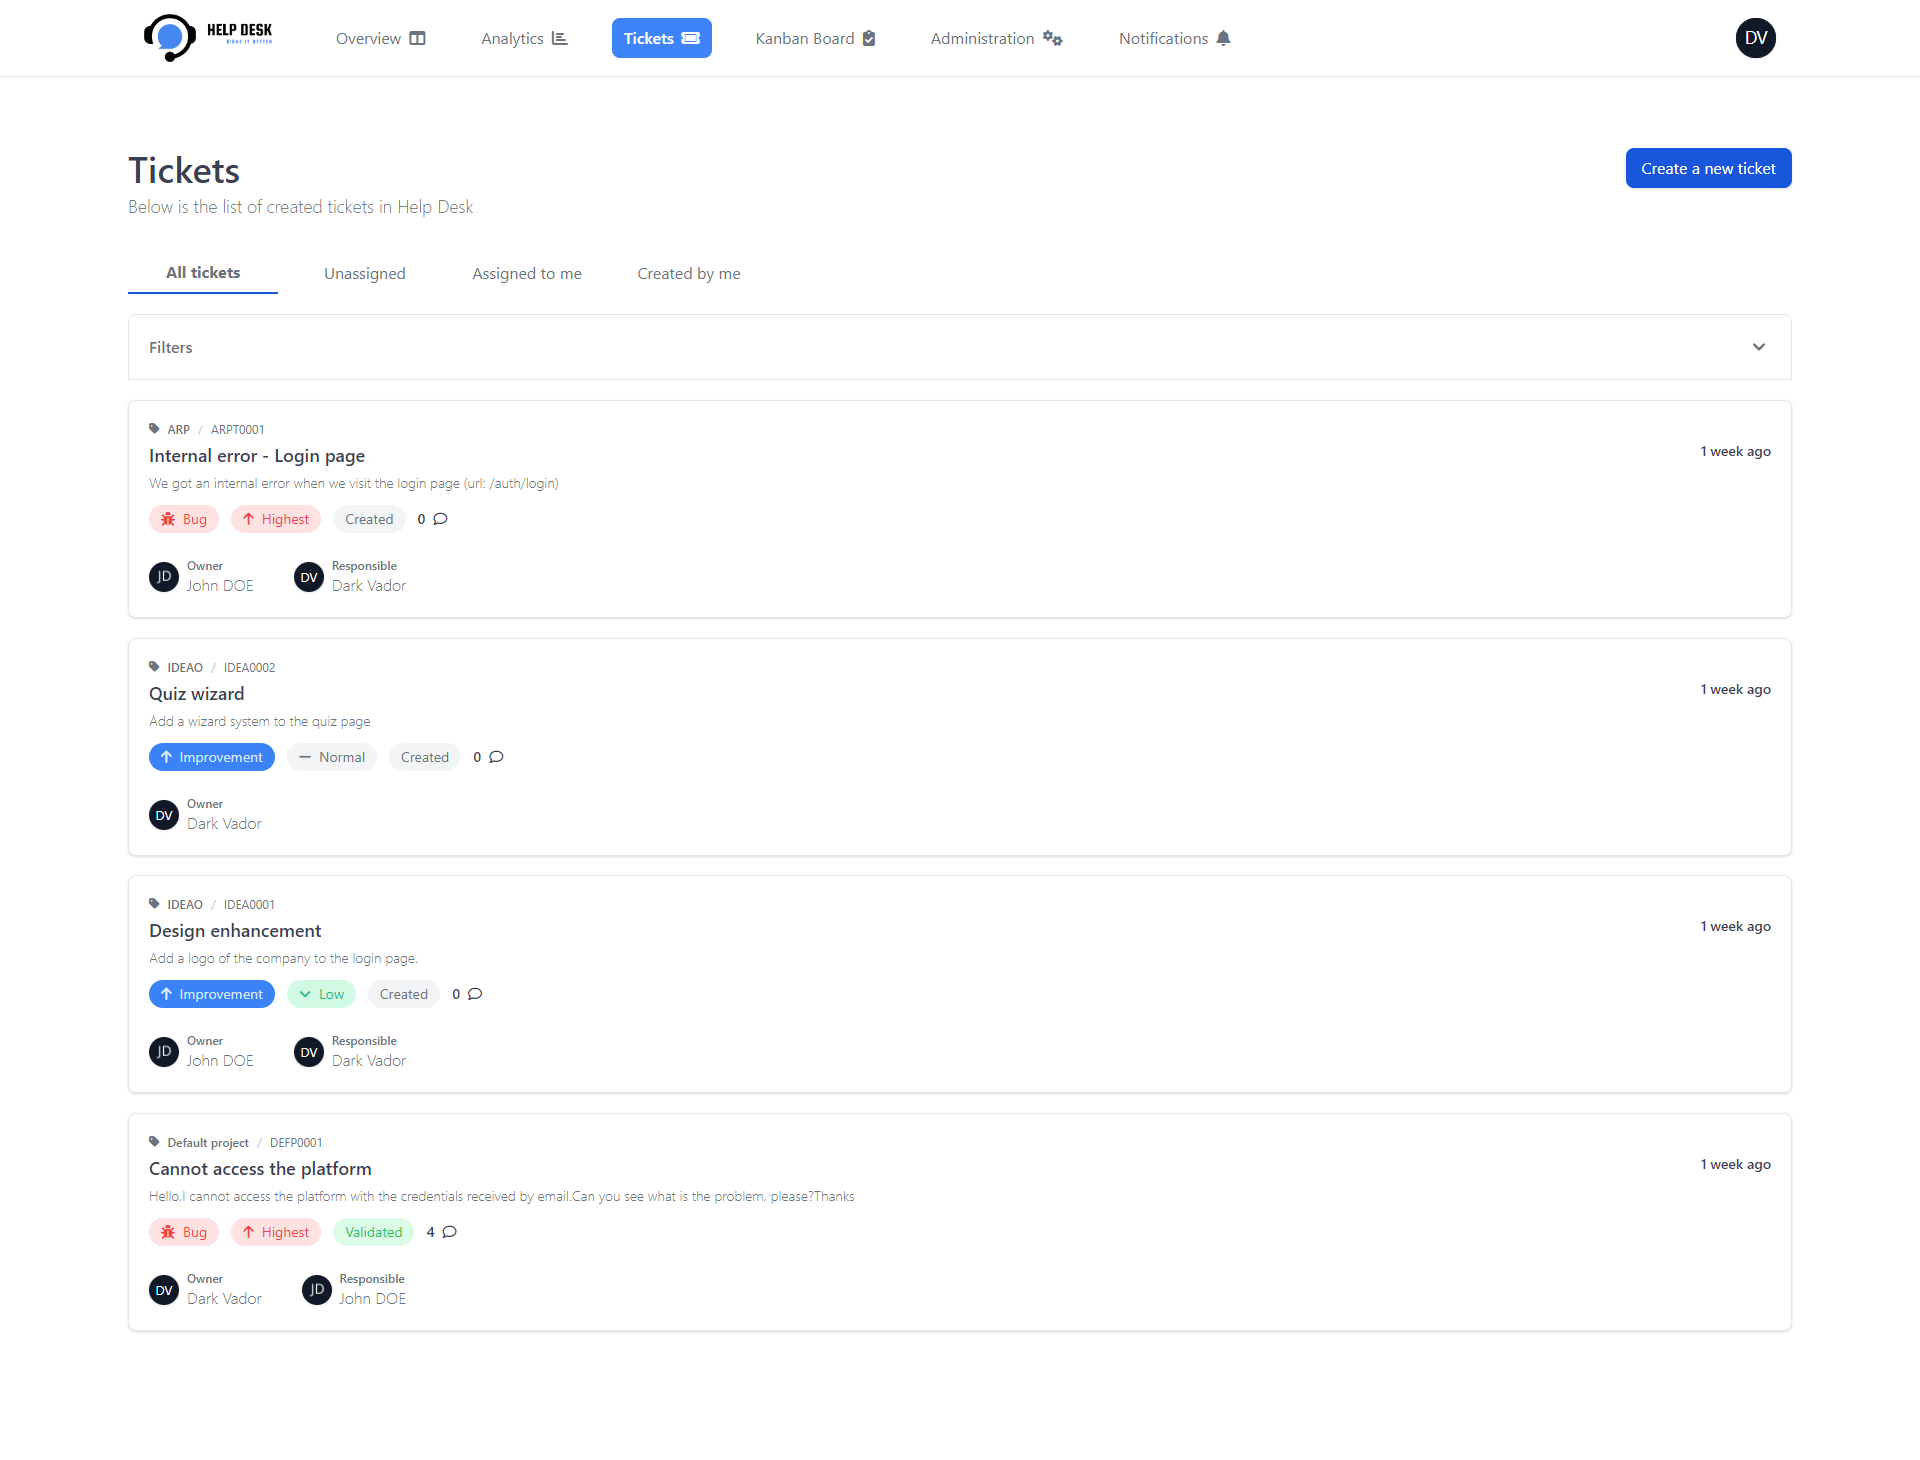 HELP DESK
Overview
Analytics
Tickets
Kanban Board
Administration
Notifications
DV
Tickets
Create a new ticket
Below is the list of created tickets in Help Desk
All tickets
Unassigned
Assigned to me
Created by me
Filters
ARP / ARPT0001
Internal error - Login page
1 week ago
We got an internal error when we visit the login page (url: /auth/login)
Bug
Highest
Created
0
JD
Owner
John DOE
DV
Responsible
Dark Vador
IDEAO / IDEA0002
Quiz wizard
1 week ago
Add a wizard system to the quiz page
Improvement
Normal
Created
0
DV
Owner
Dark Vador
IDEAO / IDEA0001
Design enhancement
1 week ago
Add a logo of the company to the login page.
Improvement
Low
Created
0
JD
Owner
John DOE
DV
Responsible
Dark Vador
Default project / DEFP0001
Cannot access the platform
1 week ago
Hello,I cannot access the platform with the credentials received by email.Can you see what is the problem, please?Thanks
Bug
Highest
Validated
4
DV
Owner
Dark Vador
JD
Responsible
John DOE